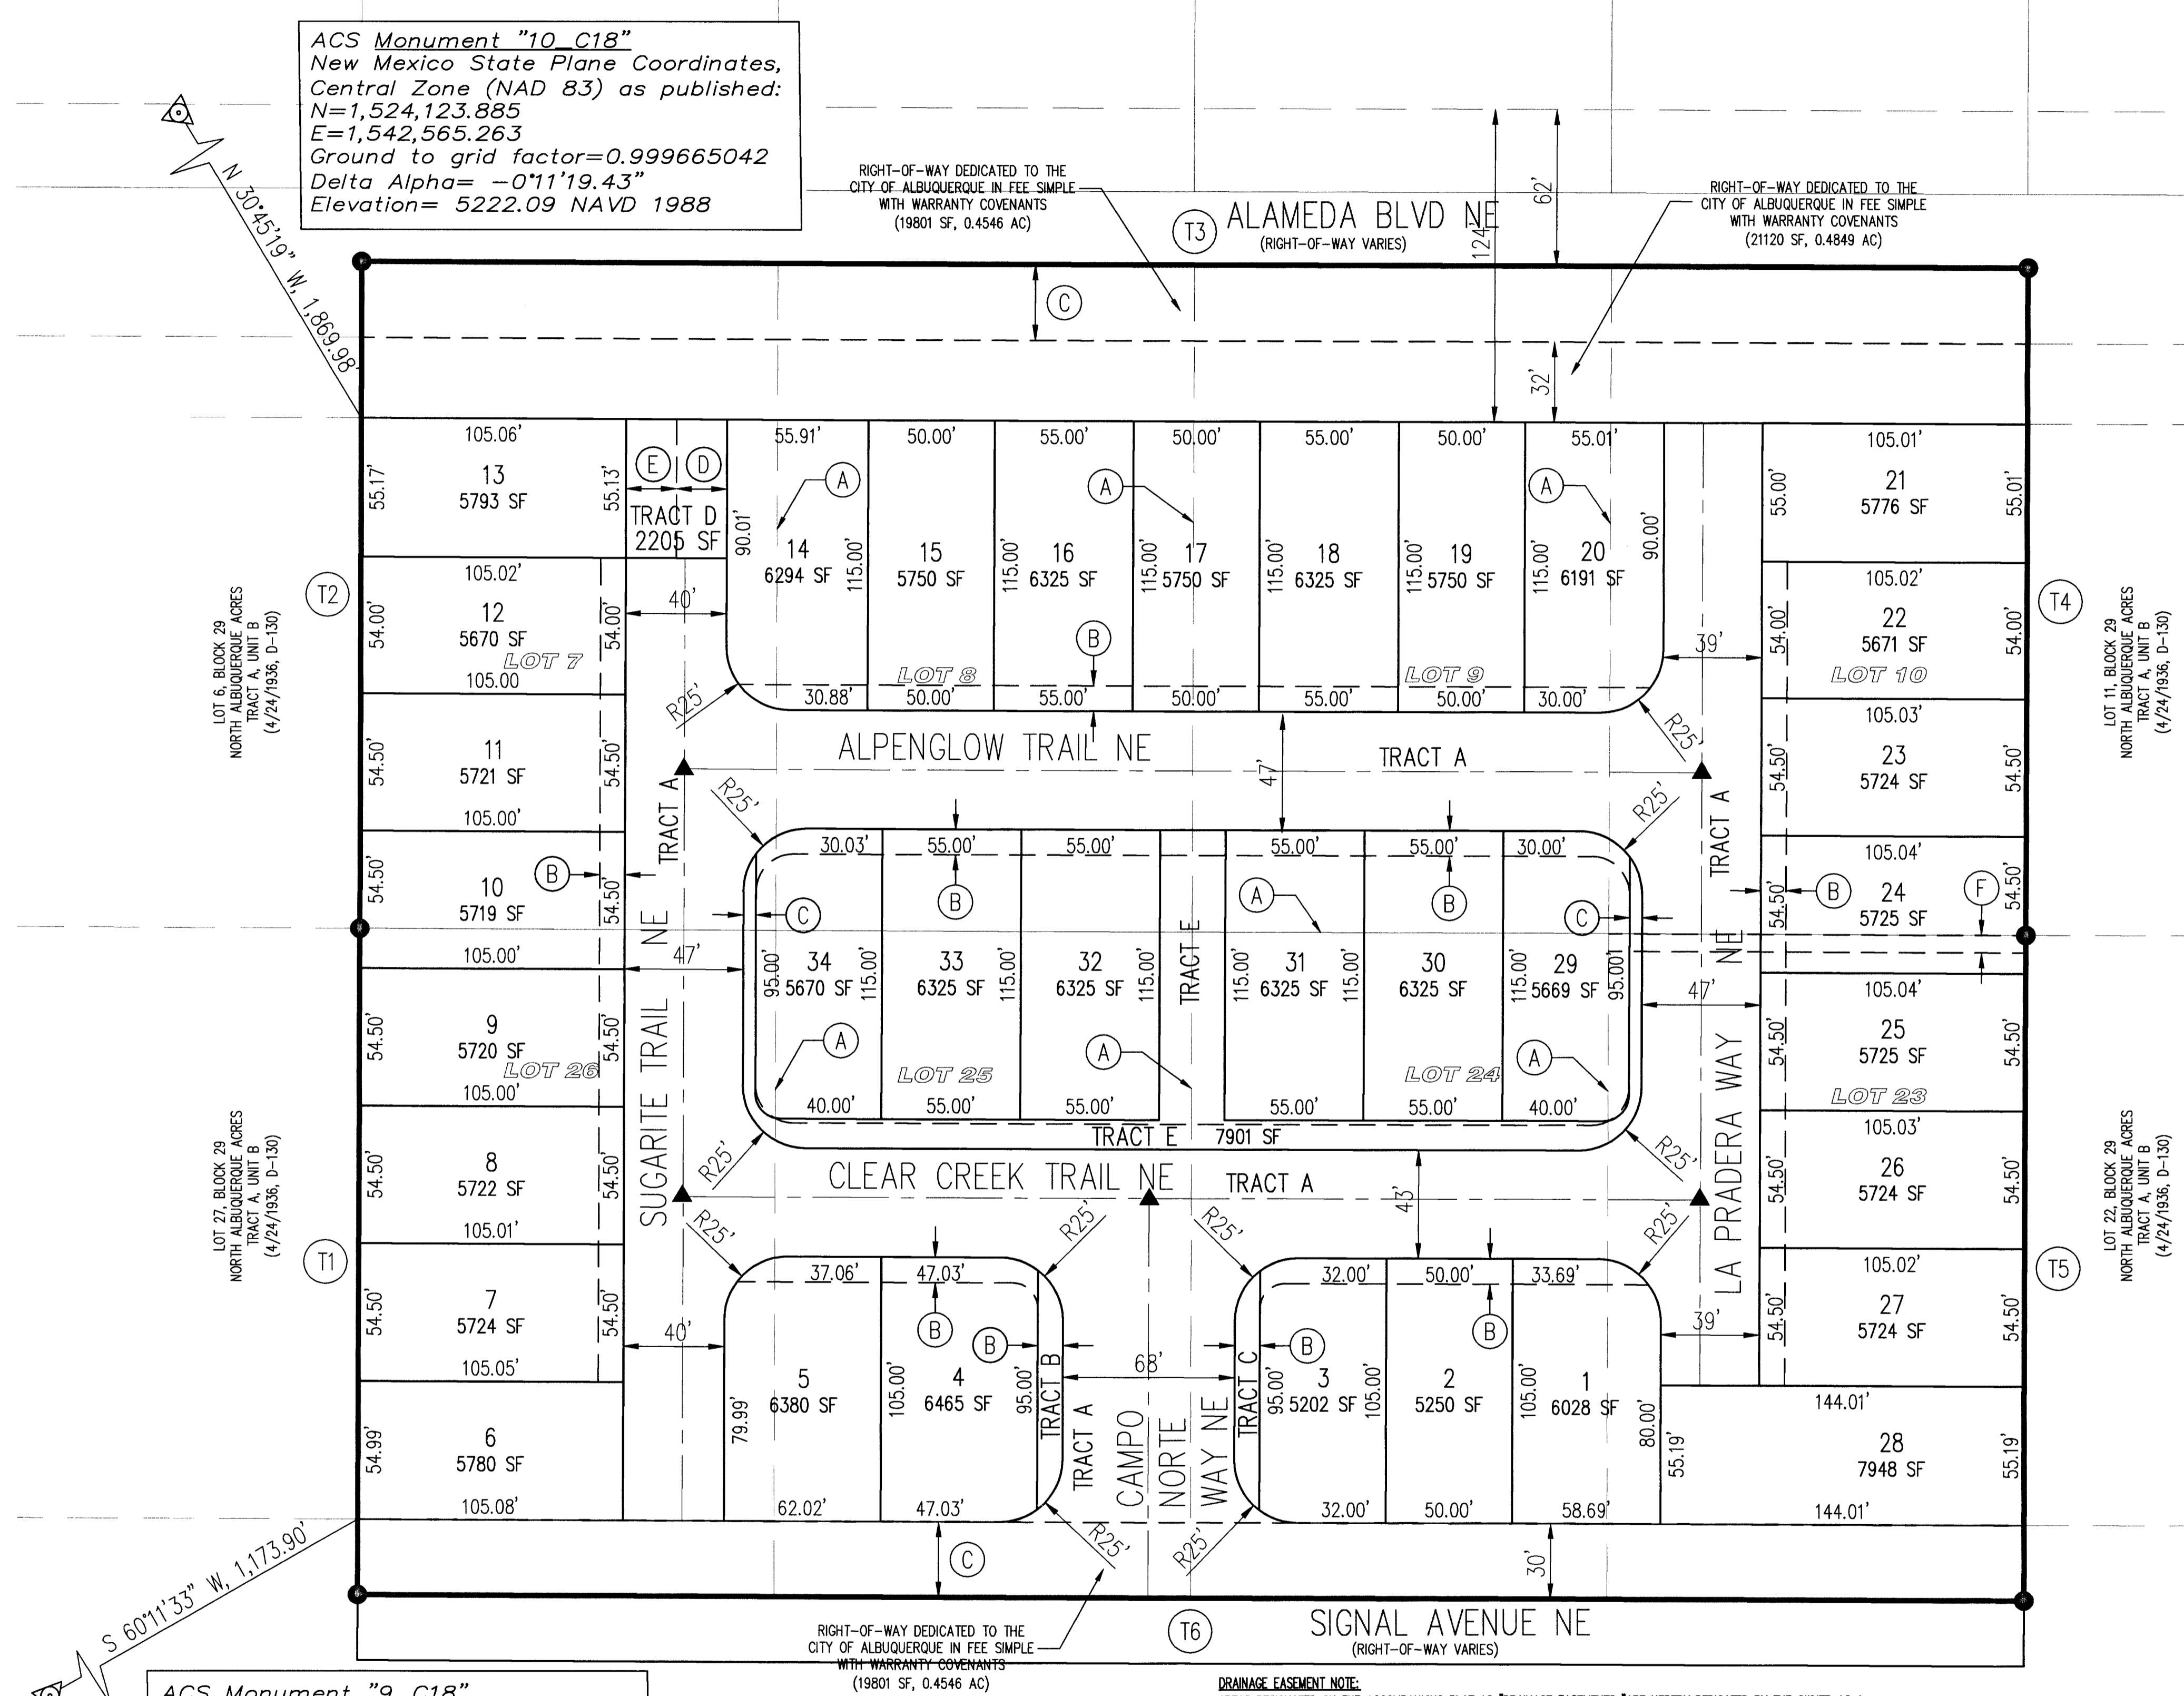 ACS Monument "10_C18"
New Mexico State Plane Coordinates,
Central Zone (NAD 83) as published:
N=1,524,123.885
E=1,542,565.263
Ground to grid factor=0.999665042
Delta Alpha= -0°11'19.43"
Elevation= 5222.09 NAVD 1988
N 30°45'19" W, 1,869.98'
RIGHT-OF-WAY DEDICATED TO THE
CITY OF ALBUQUERQUE IN FEE SIMPLE
WITH WARRANTY COVENANTS
(19801 SF, 0.4546 AC)
T3
ALAMEDA BLVD NE
(RIGHT-OF-WAY VARIES)
124'
62'
RIGHT-OF-WAY DEDICATED TO THE
CITY OF ALBUQUERQUE IN FEE SIMPLE
WITH WARRANTY COVENANTS
(21120 SF, 0.4849 AC)
C
32'
105.06'
13
5793 SF
55.17'
55.13'
E
D
TRACT D
2205 SF
55.91'
50.00'
55.00'
50.00'
55.00'
50.00'
55.01'
A
A
A
90.01'
14
6294 SF
115.00'
15
5750 SF
115.00'
16
6325 SF
115.00'
17
5750 SF
115.00'
18
6325 SF
115.00'
19
5750 SF
115.00'
20
6191 SF
90.00'
105.01'
21
5776 SF
55.00'
55.01'
T2
LOT 6, BLOCK 29
NORTH ALBUQUERQUE ACRES
TRACT A, UNIT B
(4/24/1936, D-130)
105.02'
12
5670 SF
54.00'
54.00'
LOT 7
105.00
40'
B
LOT 8
LOT 9
R25'
30.88'
50.00'
55.00'
50.00'
55.00'
50.00'
30.00'
R25'
39'
105.02'
22
5671 SF
54.00'
54.00'
LOT 10
T4
LOT 11, BLOCK 29
NORTH ALBUQUERQUE ACRES
TRACT A, UNIT B
(4/24/1936, D-130)
11
5721 SF
54.50'
54.50'
105.00'
TRACT A
ALPENGLOW TRAIL NE
47'
TRACT A
105.03'
23
5724 SF
54.50'
54.50'
TRACT A
R25'
R25'
10
5719 SF
54.50'
54.50'
B
105.00'
30.03'
55.00'
55.00'
55.00'
55.00'
30.00'
B
A
B
C
C
105.04'
24
5725 SF
54.50'
54.50'
B
F
47'
SUGARITE TRAIL NE
95.00'
34
5670 SF
115.00'
33
6325 SF
115.00'
32
6325 SF
TRACT E
115.00'
31
6325 SF
115.00'
30
6325 SF
115.00'
29
5669 SF
95.00'
47'
LA PRADERA WAY NE
9
5720 SF
54.50'
54.50'
LOT 26
105.00'
A
A
A
LOT 25
LOT 24
105.04'
25
5725 SF
54.50'
54.50'
LOT 23
40.00'
55.00'
55.00'
55.00'
55.00'
40.00'
TRACT E 7901 SF
R25'
R25'
LOT 27, BLOCK 29
NORTH ALBUQUERQUE ACRES
TRACT A, UNIT B
(4/24/1936, D-130)
8
5722 SF
54.50'
54.50'
105.01'
CLEAR CREEK TRAIL NE
TRACT A
43'
105.03'
26
5724 SF
54.50'
54.50'
LOT 22, BLOCK 29
NORTH ALBUQUERQUE ACRES
TRACT A, UNIT B
(4/24/1936, D-130)
T1
7
5724 SF
54.50'
54.50'
105.05'
40'
R25'
R25'
R25'
R25'
37.06'
47.03'
32.00'
50.00'
33.69'
B
B
B
B
39'
105.02'
27
5724 SF
54.50'
54.50'
T5
68'
79.99'
5
6380 SF
105.00'
4
6465 SF
95.00'
TRACT B
TRACT A
CAMPO
NORTE
WAY NE
TRACT C
95.00'
3
5202 SF
105.00'
2
5250 SF
105.00'
1
6028 SF
80.00'
144.01'
28
7948 SF
55.19'
55.19'
144.01'
6
5780 SF
54.99'
105.08'
62.02'
47.03'
32.00'
50.00'
58.69'
R25'
R25'
C
30'
S 60°11'33" W, 1,173.90'
SIGNAL AVENUE NE
(RIGHT-OF-WAY VARIES)
T6
RIGHT-OF-WAY DEDICATED TO THE
CITY OF ALBUQUERQUE IN FEE SIMPLE
WITH WARRANTY COVENANTS
(19801 SF, 0.4546 AC)
ACS Monument "9_C18"
DRAINAGE EASEMENT NOTE: